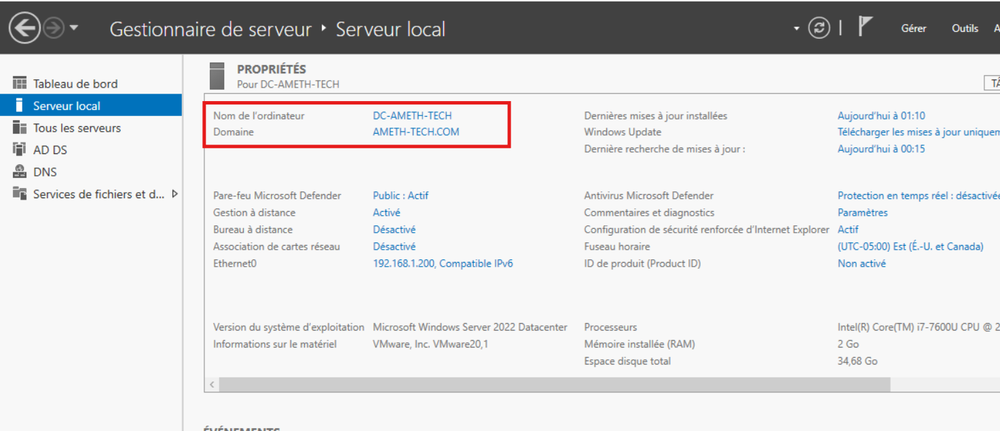 Gestionnaire de serveur ‣ Serveur local
Gérer Outils
Tableau de bord
Serveur local
Tous les serveurs
AD DS
DNS
Services de fichiers et d...
PROPRIÉTÉS
Pour DC-AMETH-TECH
Nom de l'ordinateur DC-AMETH-TECH Dernières mises à jour installées Aujourd'hui à 01:10
Domaine AMETH-TECH.COM Windows Update Télécharger les mises à jour
Dernière recherche de mises à jour : Aujourd'hui à 00:15
Pare-feu Microsoft Defender Public : Actif Antivirus Microsoft Defender Protection en temps réel : désactivée
Gestion à distance Activé Commentaires et diagnostics Paramètres
Bureau à distance Désactivé Configuration de sécurité renforcée d'Internet Explorer Actif
Association de cartes réseau Désactivé Fuseau horaire (UTC-05:00) Est (É.-U. et Canada)
Ethernet0 192.168.1.200, Compatible IPv6 ID de produit (Product ID) Non activé
Version du système d'exploitation Microsoft Windows Server 2022 Datacenter Processeurs Intel(R) Core(TM) i7-7600U CPU @
Informations sur le matériel VMware, Inc. VMware20,1 Mémoire installée (RAM) 2 Go
Espace disque total 34,68 Go
ÉVÉNEMENTS